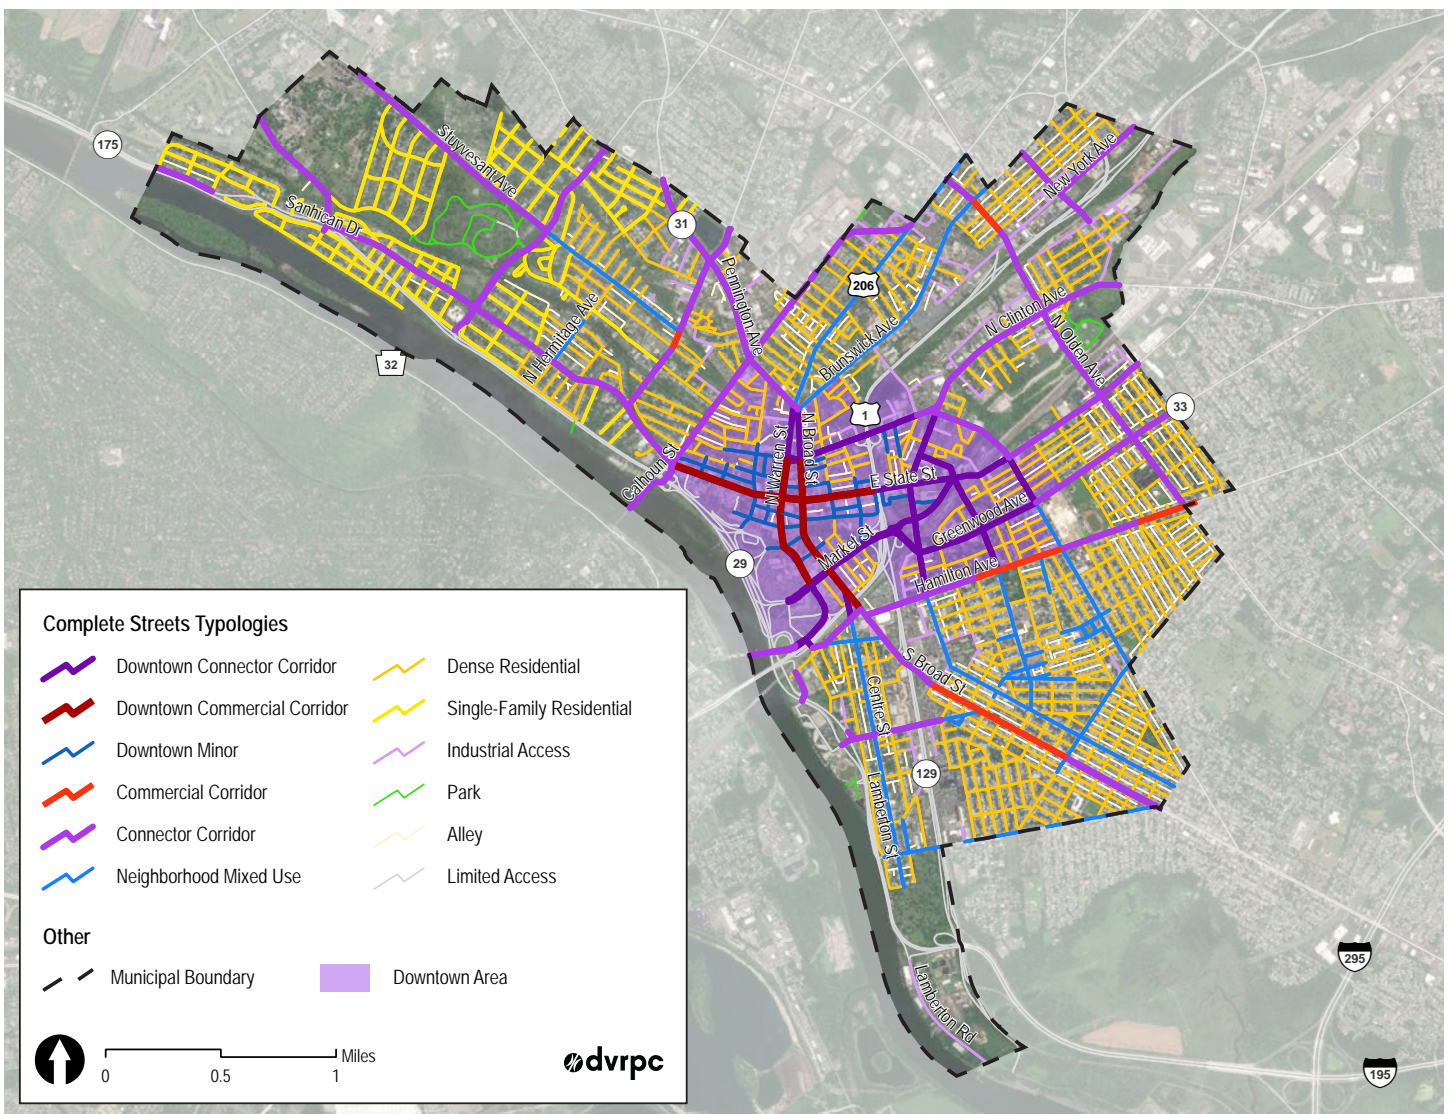 175
Stuyvesant Ave
Sanhican Dr
31
Pennington Ave
New York Ave
206
N Hermitage Ave
Brunswick Ave
N Clinton Ave
N Olden Ave
32
33
1
N Warren St
N Broad St
Calhoun St
E State St
Market St
Greenwood Ave
29
Hamilton Ave
S Broad St
Centre St
129
Lamberton St
Lamberton Rd
295
195
Complete Streets Typologies
Downtown Connector Corridor
Downtown Commercial Corridor
Downtown Minor
Commercial Corridor
Connector Corridor
Neighborhood Mixed Use
Dense Residential
Single-Family Residential
Industrial Access
Park
Alley
Limited Access
Other
Municipal Boundary
Downtown Area
Miles
0 0.5 1
dvrpc